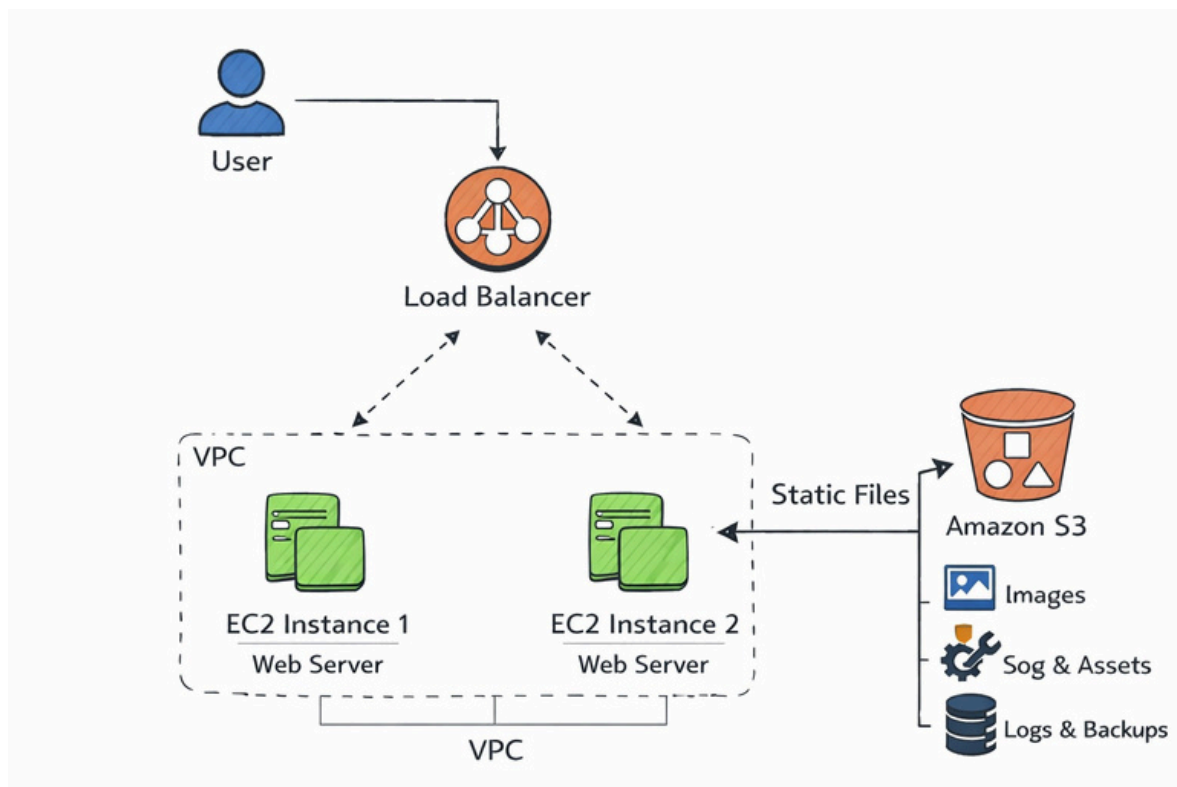 User
Load Balancer
VPC
Static Files
Amazon S3
EC2 Instance 1
Web Server
EC2 Instance 2
Web Server
Images
Sog & Assets
Logs & Backups
VPC